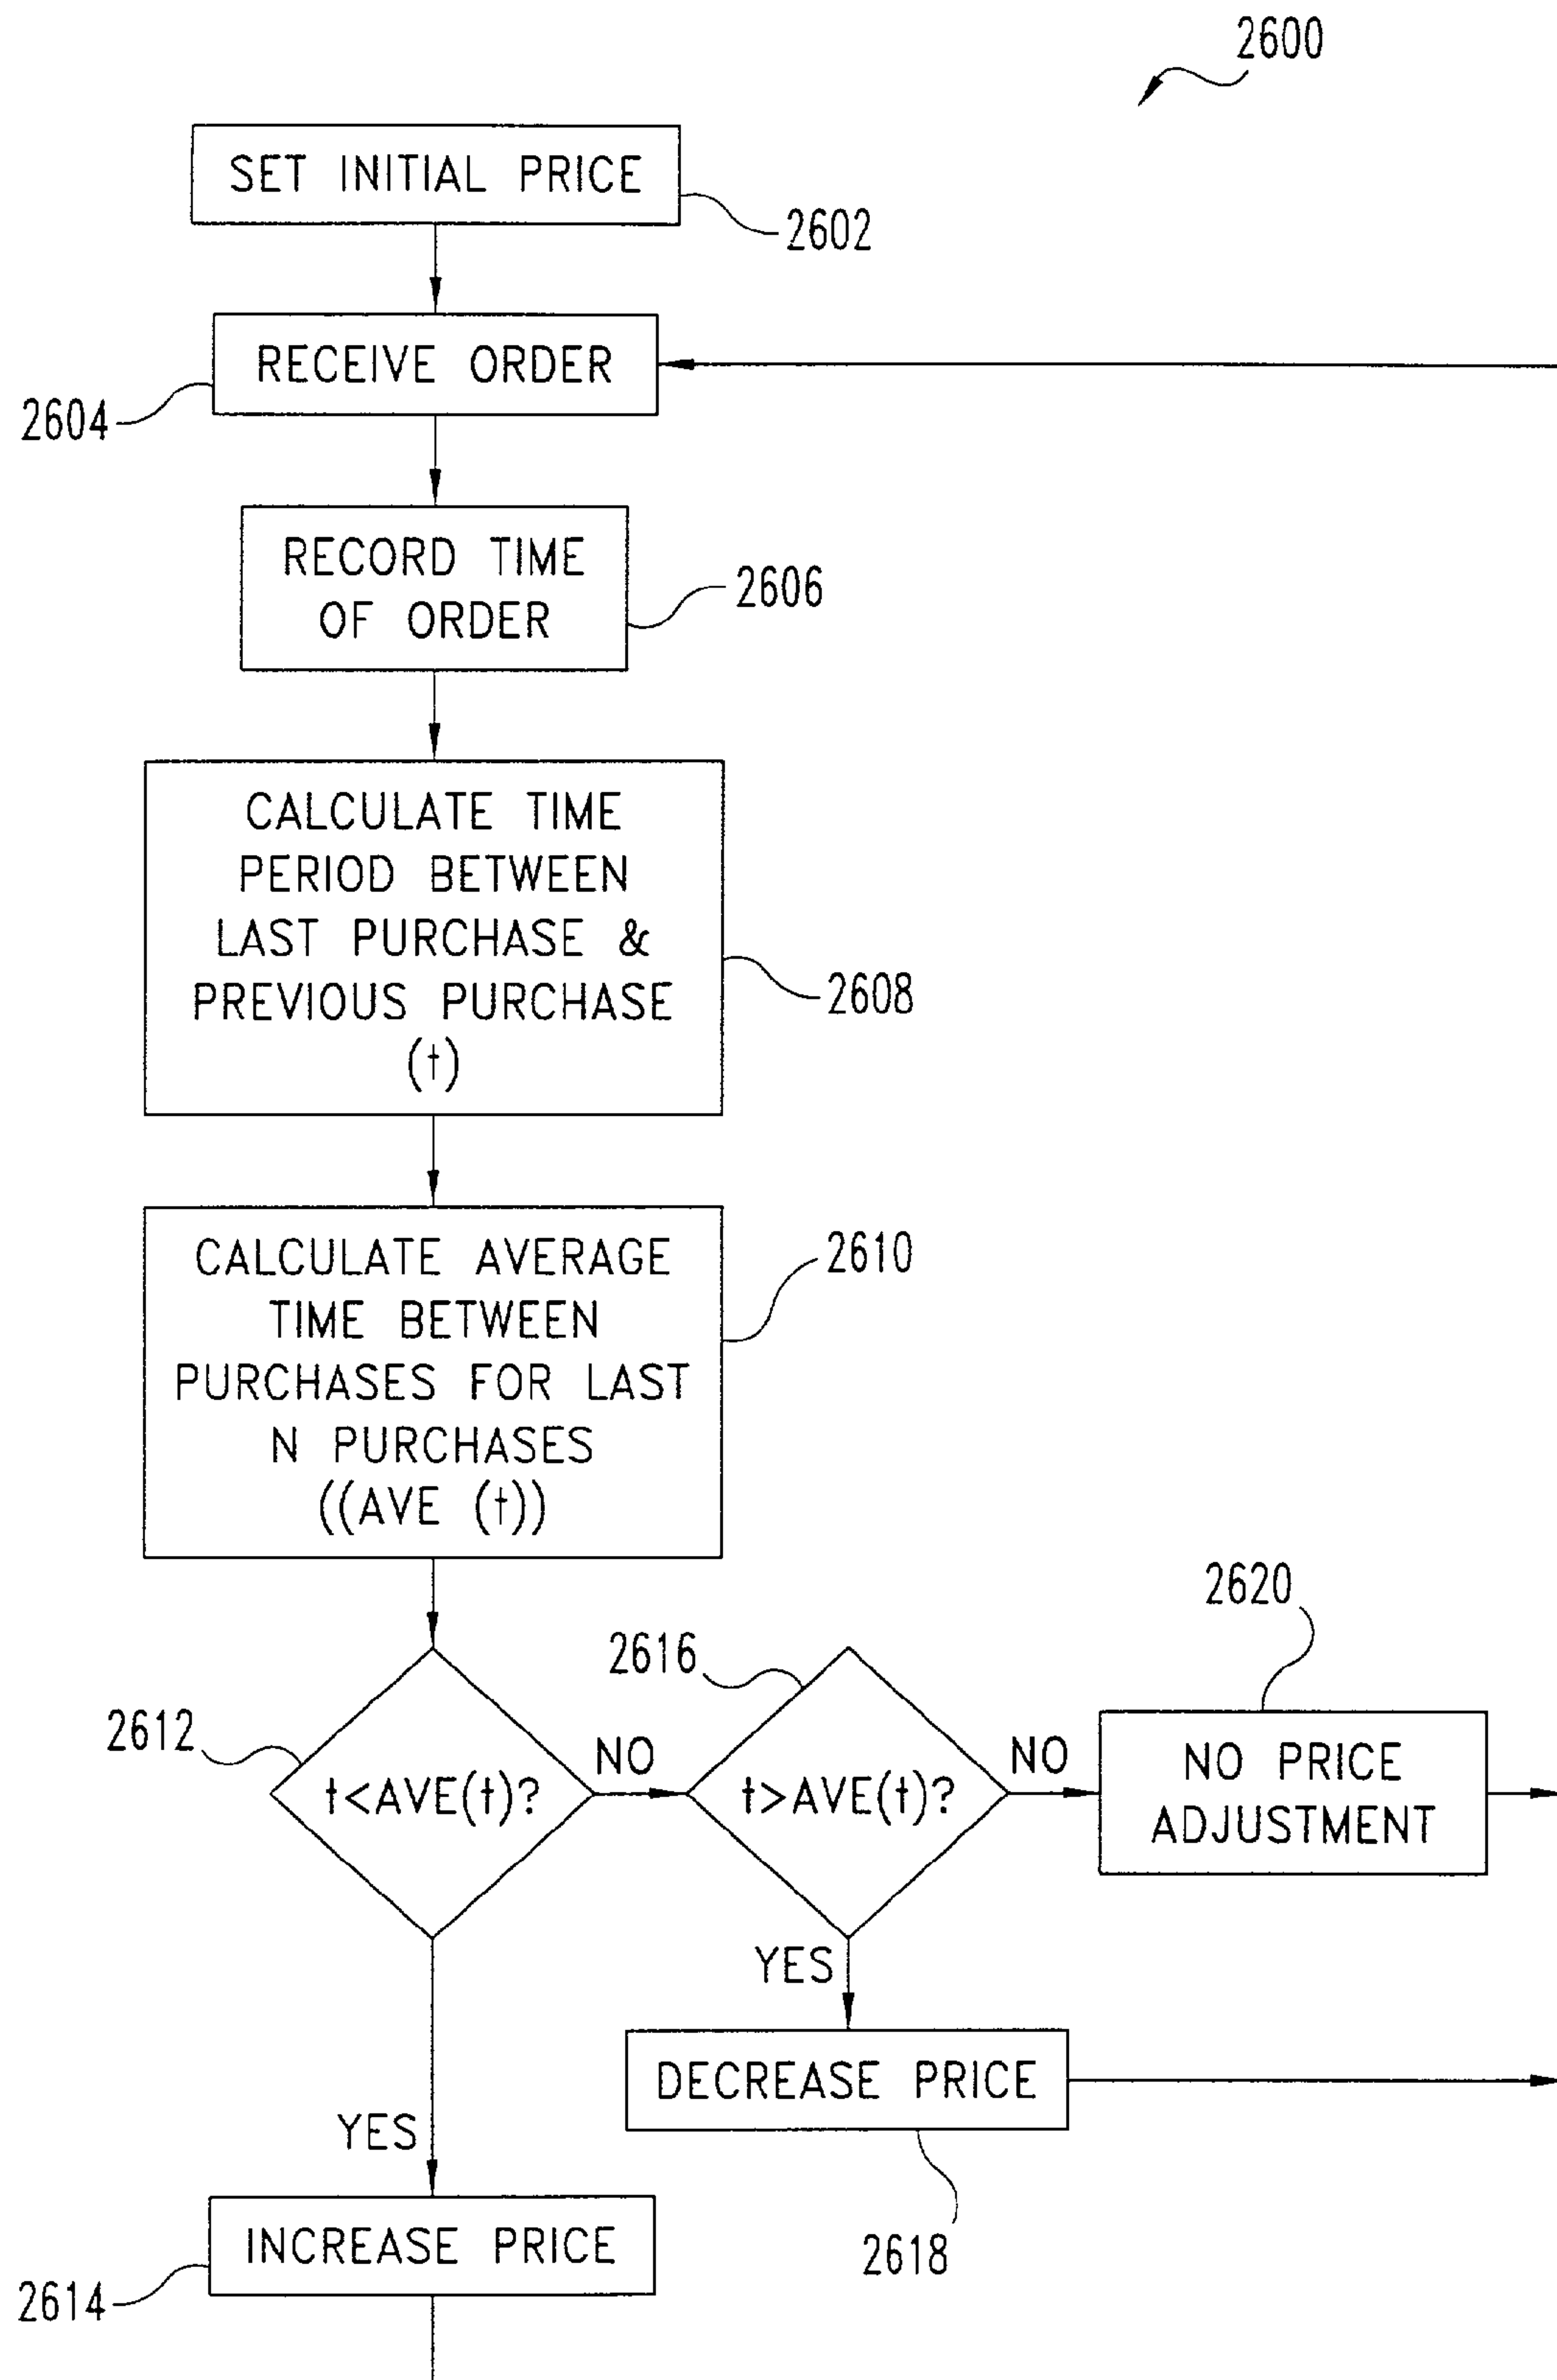 2600
SET INITIAL PRICE
2602
RECEIVE ORDER
2604
RECORD TIME
OF ORDER
2606
CALCULATE TIME
PERIOD BETWEEN
LAST PURCHASE &
PREVIOUS PURCHASE
(t)
2608
CALCULATE AVERAGE
TIME BETWEEN
PURCHASES FOR LAST
N PURCHASES
((AVE (t))
2610
2612
t<AVE(t)?
NO
2616
t>AVE(t)?
NO
2620
NO PRICE
ADJUSTMENT
YES
DECREASE PRICE
2618
YES
INCREASE PRICE
2614